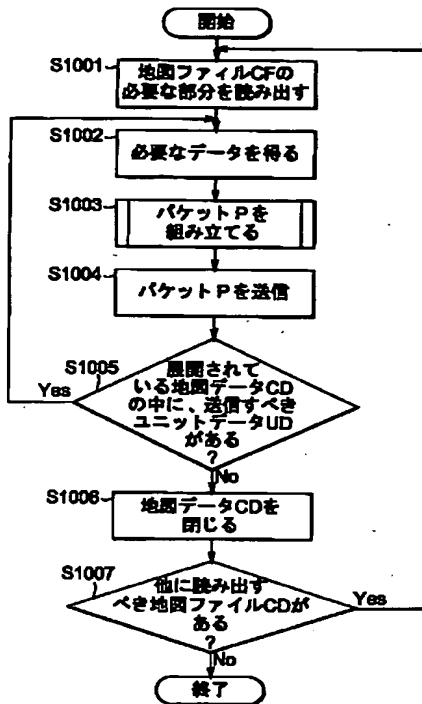 開始
S1001
地図ファイルCFの
必要な部分を読み出す
S1002
必要なデータを得る
S1003
パケットPを
組み立てる
S1004
パケットPを送信
S1005
展開されて
いる地図データCD
の中に、送信すべき
ユニットデータUD
がある
?
Yes
No
S1006
地図データCDを
閉じる
S1007
他に読み出す
べき地図ファイルCDが
ある
?
Yes
No
終了